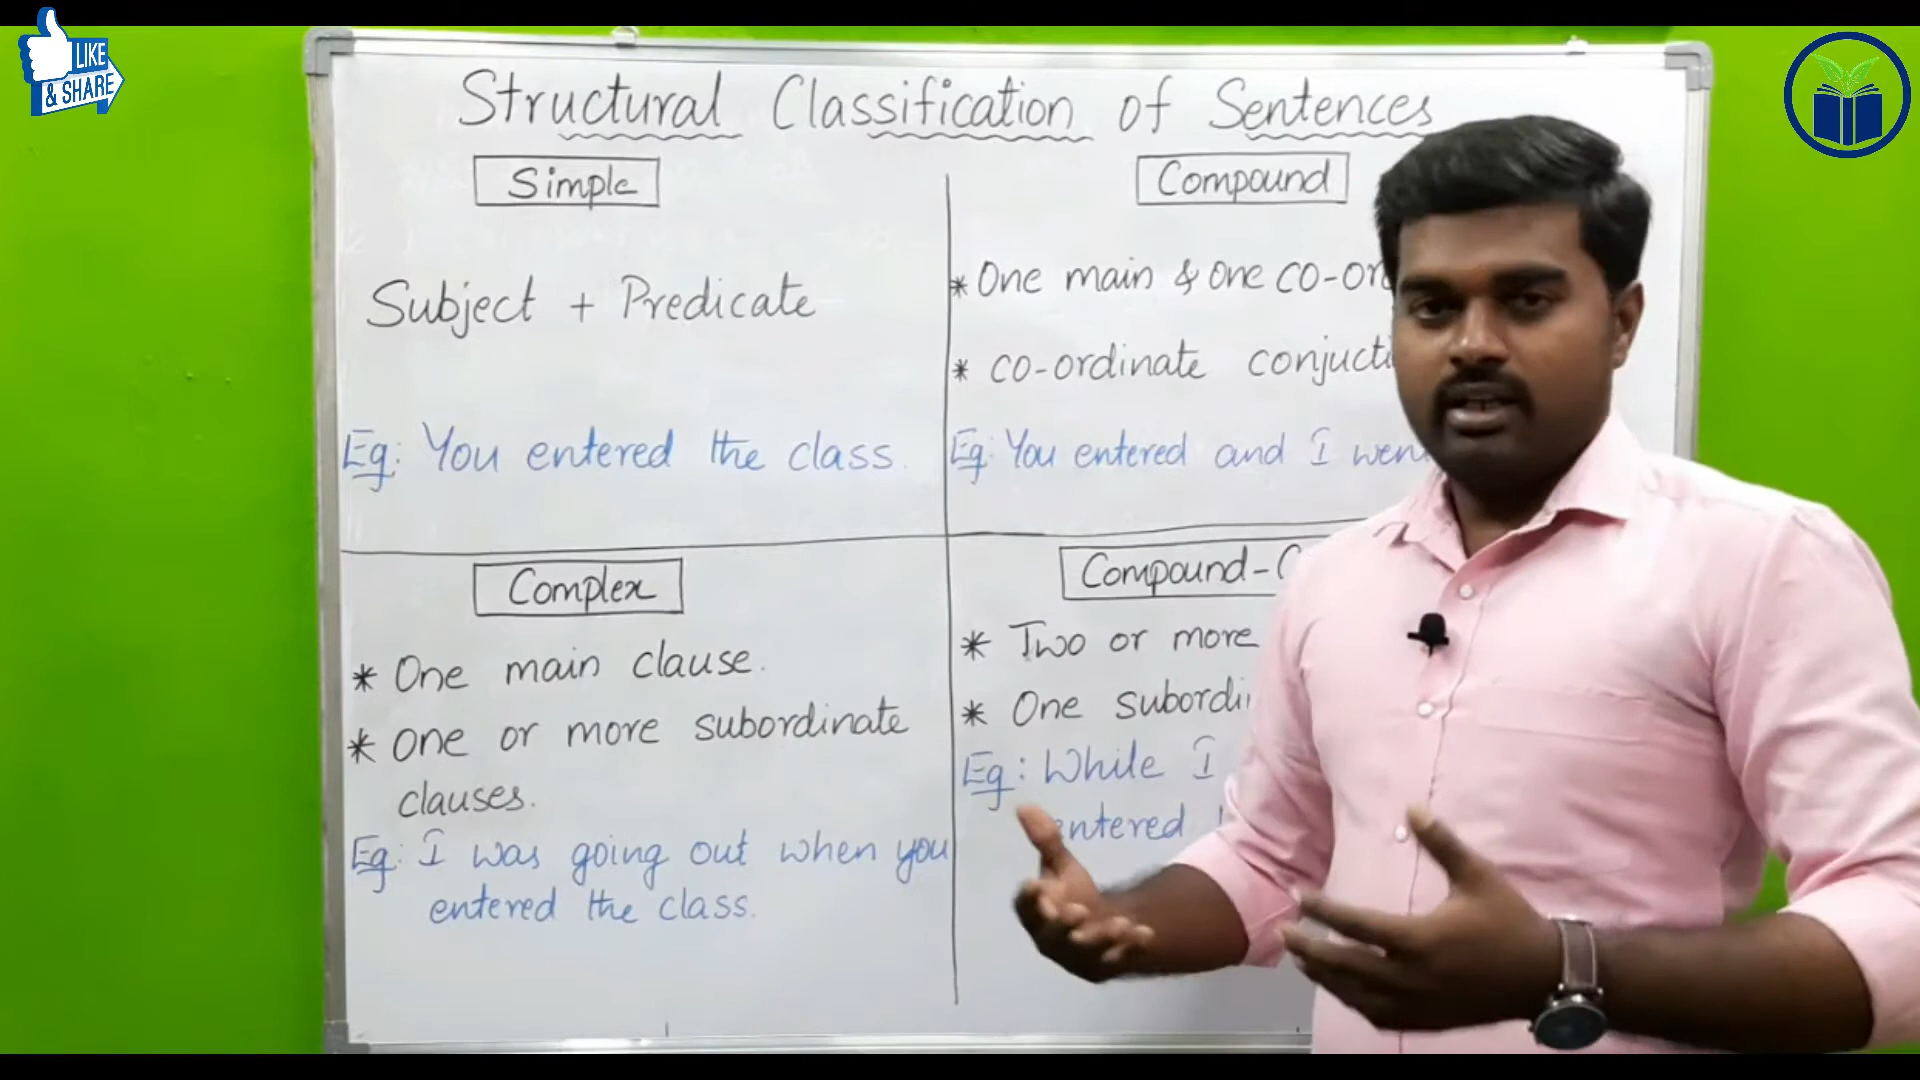 LIKE
& SHARE
Structural Classification of Sentences
Simple
Subject + Predicate
Eg: You entered the class.
Compound
* One main & one co-or
* co-ordinate conjucti
Eg: You entered and I wen
Complex
* One main clause.
* One or more subordinate
clauses.
Eg: I was going out when you
entered the class.
Compound-C
* Two or more
* One subordi
Eg: While I
entered